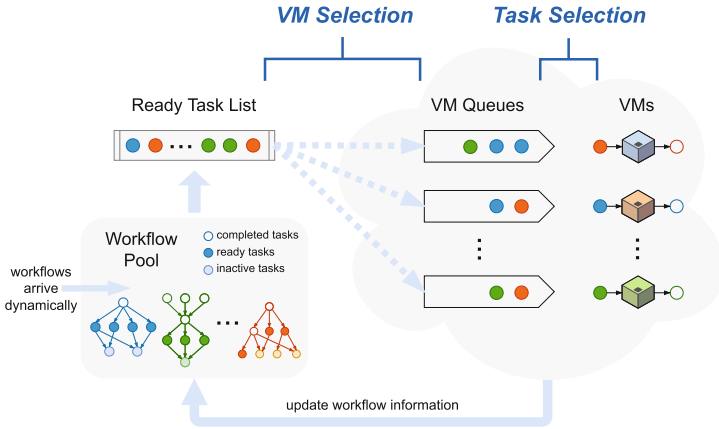 VM Selection
Task Selection
Ready Task List
VM Queues
VMs
Workflow
Pool
completed tasks
ready tasks
inactive tasks
workflows
arrive
dynamically
update workflow information